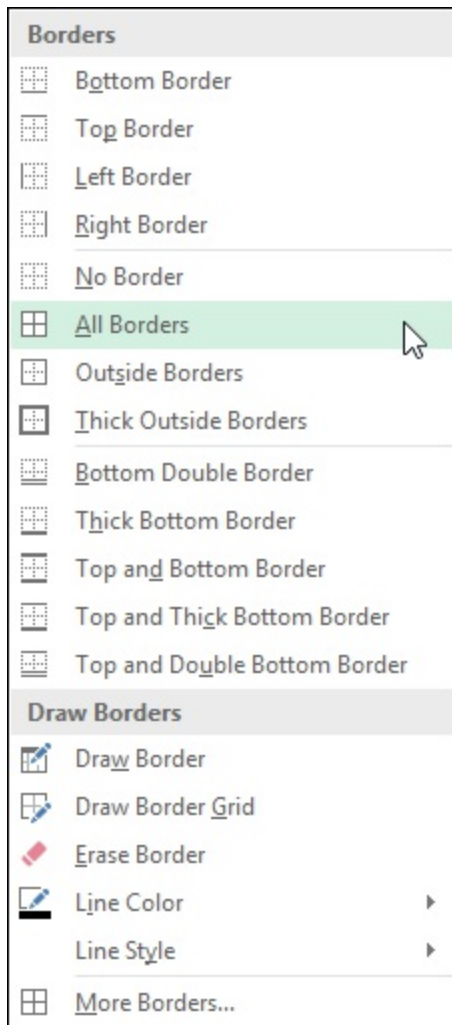 Borders
Bottom Border
Top Border
Left Border
Right Border
No Border
All Borders
Outside Borders
Thick Outside Borders
Bottom Double Border
Thick Bottom Border
Top and Bottom Border
Top and Thick Bottom Border
Top and Double Bottom Border
Draw Borders
Draw Border
Draw Border Grid
Erase Border
Line Color
Line Style
More Borders...